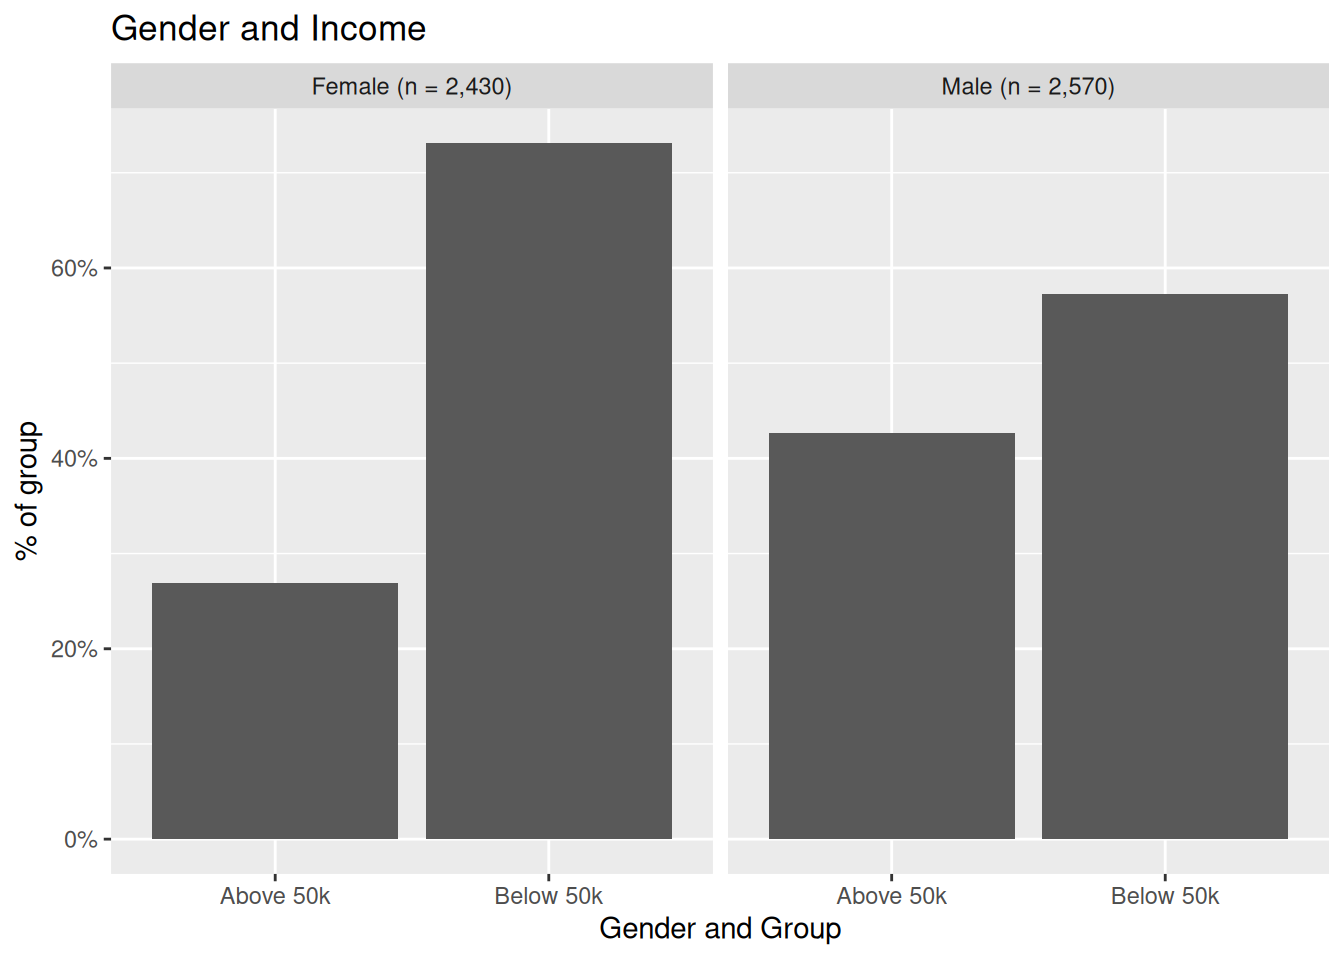 Gender and Income
Female (n = 2,430)
Male (n = 2,570)
% of group
60%
40%
20%
0%
Above 50k
Below 50k
Above 50k
Below 50k
Gender and Group